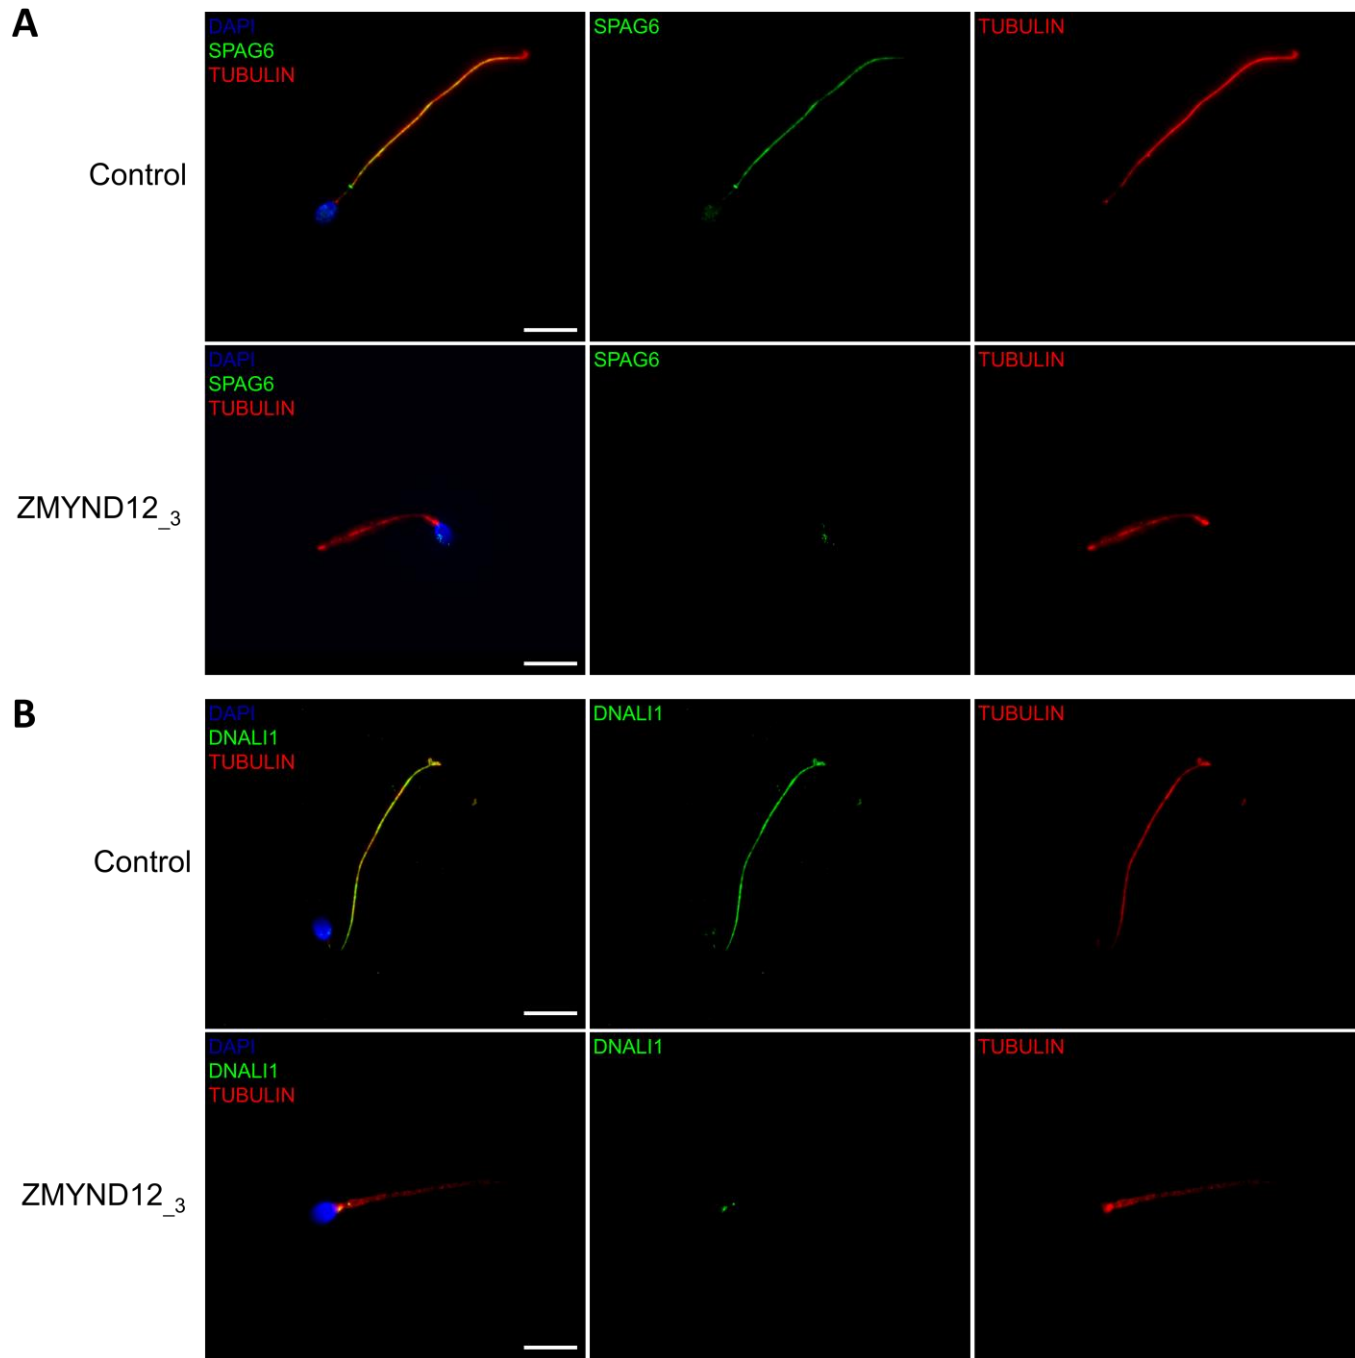 A
DAPI
SPAG6
TUBULIN
SPAG6
TUBULIN
Control
DAPI
SPAG6
TUBULIN
SPAG6
TUBULIN
ZMYND12_3
B
DAPI
DNALI1
TUBULIN
DNALI1
TUBULIN
Control
DAPI
DNALI1
TUBULIN
DNALI1
TUBULIN
ZMYND12_3